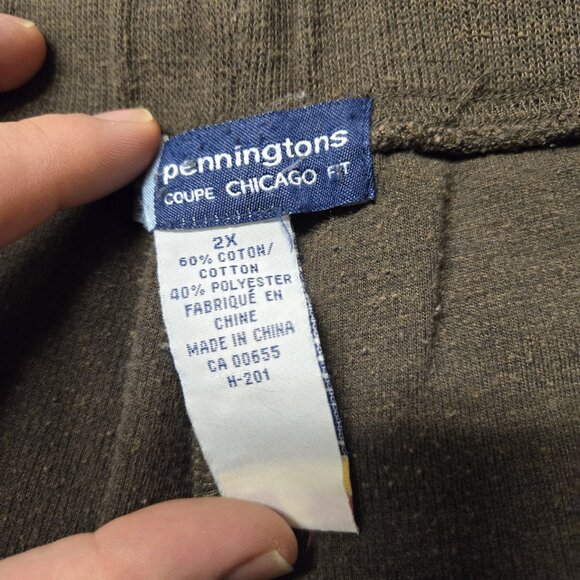 penningtons
COUPE CHICAGO FIT
2X
60% COTON/
COTTON
40% POLYESTER
FABRIQUÉ EN
CHINE
MADE IN CHINA
CA 00655
H-201